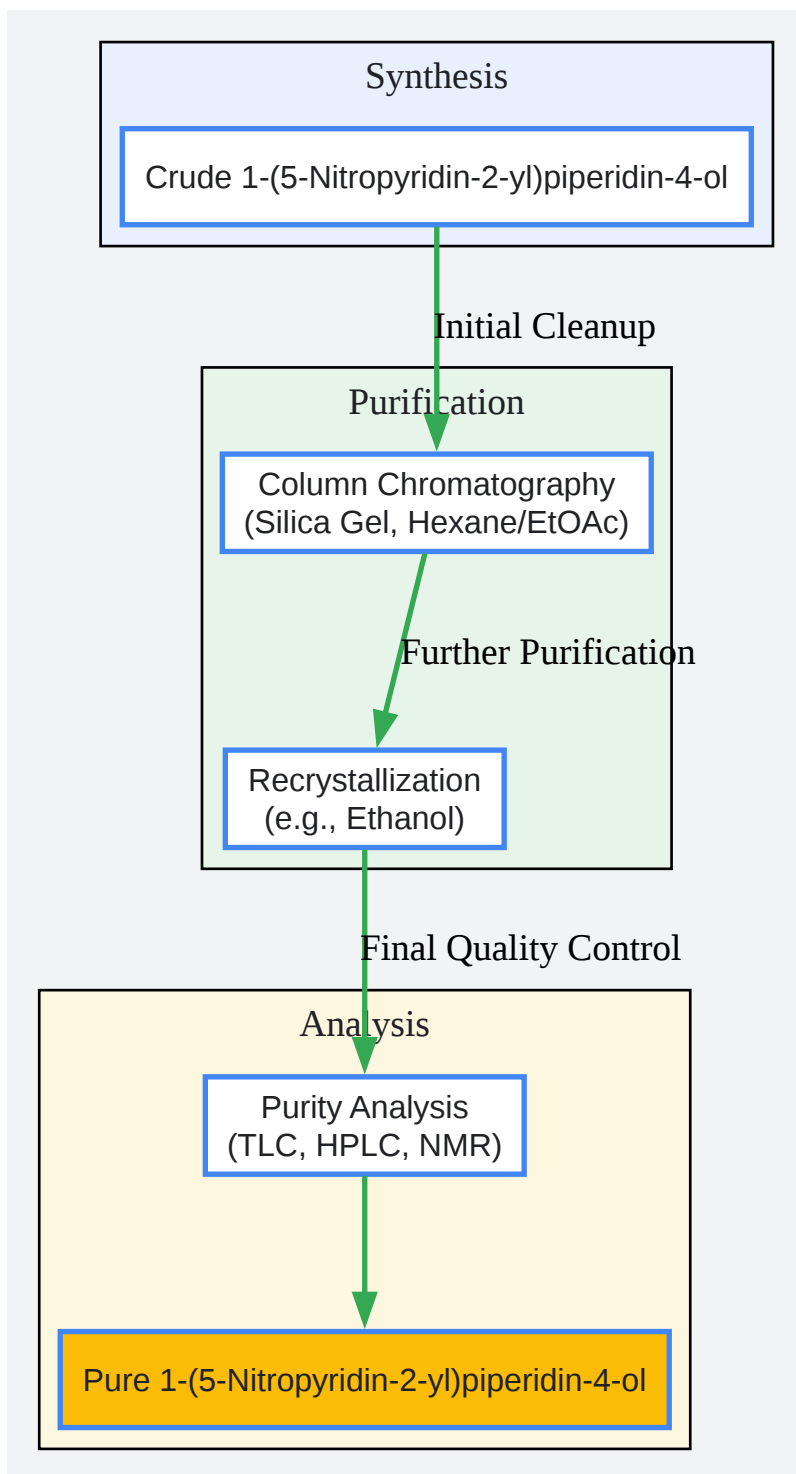 Synthesis
Crude 1-(5-Nitropyridin-2-yl)piperidin-4-ol
Initial Cleanup
Purification
Column Chromatography
(Silica Gel, Hexane/EtOAc)
Further Purification
Recrystallization
(e.g., Ethanol)
Final Quality Control
Analysis
Purity Analysis
(TLC, HPLC, NMR)
Pure 1-(5-Nitropyridin-2-yl)piperidin-4-ol